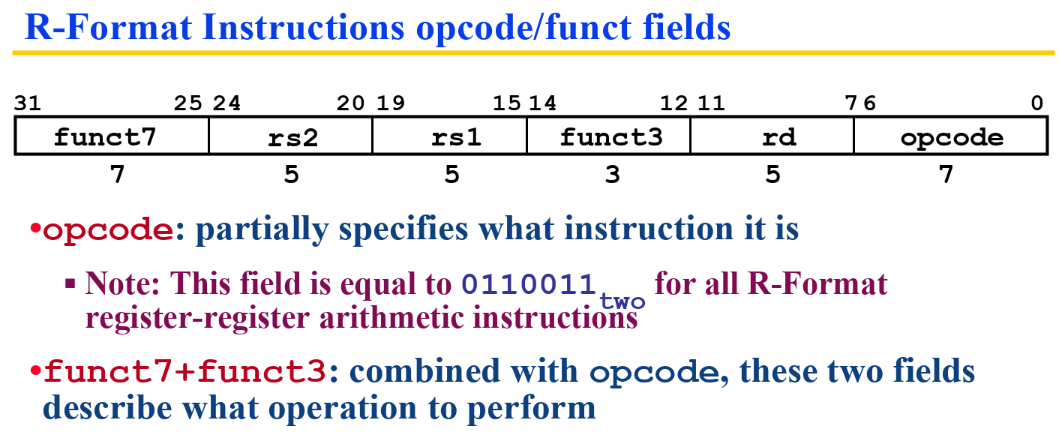 R-Format Instructions opcode/funct fields
31 25 24 20 19 15 14 12 11 7 6 0
funct7 rs2 rs1 funct3 rd opcode
7 5 5 3 5 7
•opcode: partially specifies what instruction it is
▪ Note: This field is equal to 0110011two for all R-Format
register-register arithmetic instructions
•funct7+funct3: combined with opcode, these two fields
describe what operation to perform